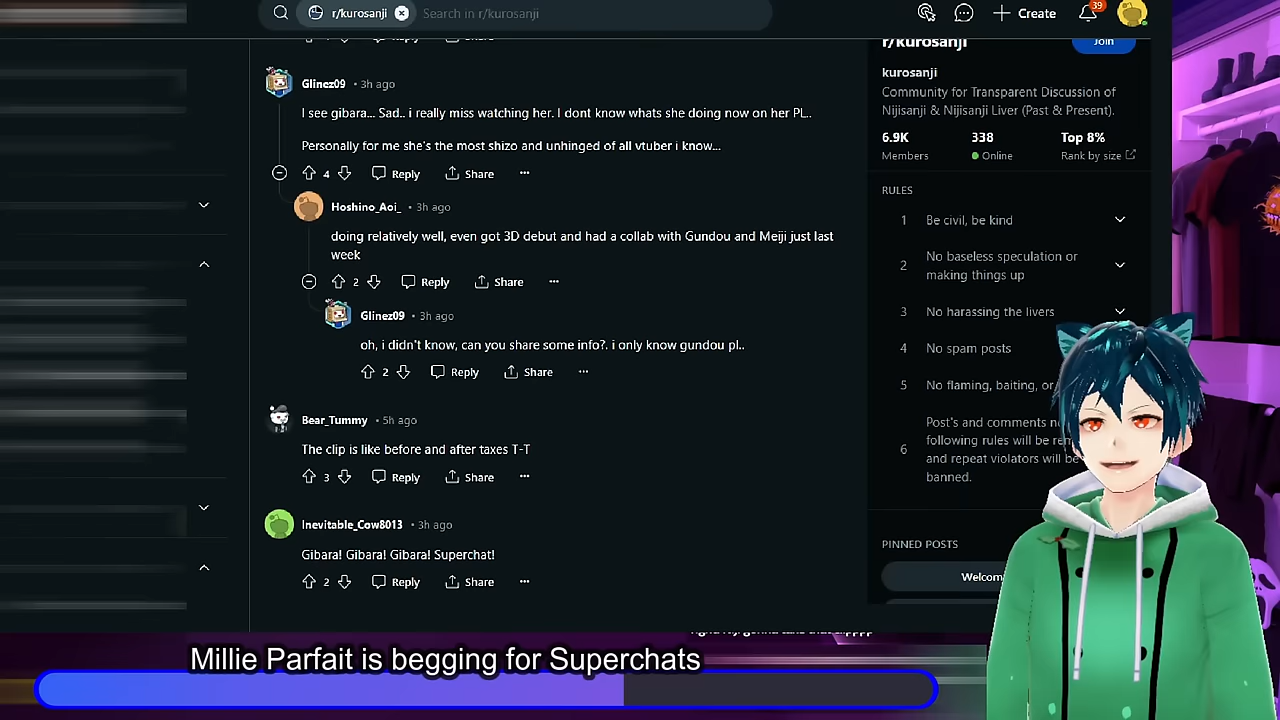 r/kurosanji
Search in r/kurosanji
Create
39
Reply
Share
r/kurosanji
Join
kurosanji
Community for Transparent Discussion of
Nijisanji & Nijisanji Liver (Past & Present).
6.9K
338
Top 8%
Members
Online
Rank by size
RULES
1 Be civil, be kind
2 No baseless speculation or
making things up
3 No harassing the livers
4 No spam posts
5 No flaming, baiting, or
6 Post's and comments
following rules will be
and repeat violators will be
banned.
PINNED POSTS
Glinez09 • 3h ago
I see gibara... Sad.. i really miss watching her. I dont know whats she doing now on her PL..
Personally for me she's the most shizo and unhinged of all vtuber i know...
4 Reply Share ...
Hoshino_Aoi_ • 3h ago
doing relatively well, even got 3D debut and had a collab with Gundou and Meiji just last
week
2 Reply Share ...
Glinez09 • 3h ago
oh, i didn't know, can you share some info?. i only know gundou pl..
2 Reply Share ...
Bear_Tummy • 5h ago
The clip is like before and after taxes T-T
3 Reply Share ...
Inevitable_Cow8013 • 3h ago
Gibara! Gibara! Gibara! Superchat!
2 Reply Share ...
Millie Parfait is begging for Superchats